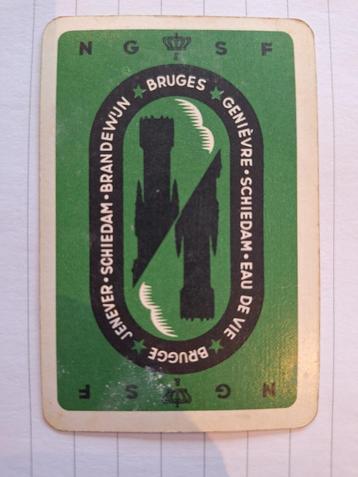 N G S F
★ BRUGES ★ GENIÈVRE • SCHIEDAM • EAU DE VIE
★ BRUGGE ★ JENEVER • SCHIEDAM • BRANDEWIJN
N G S F